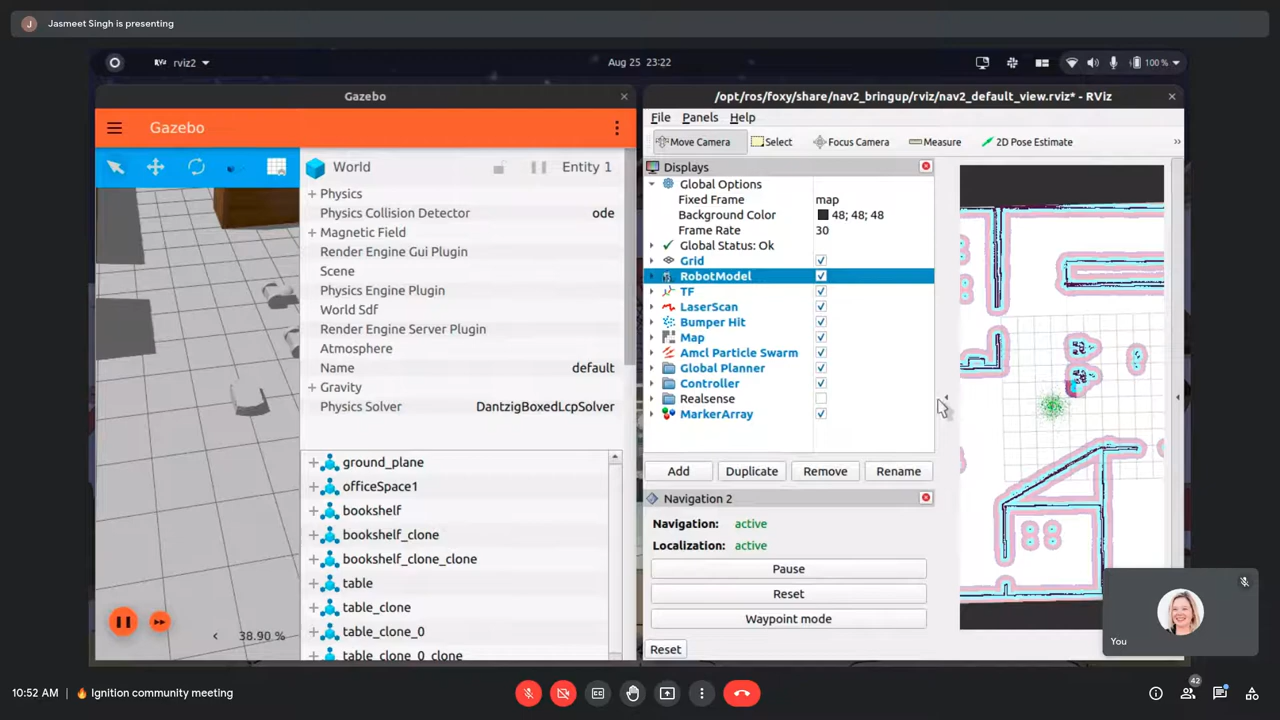 J
Jasmeet Singh is presenting
rviz2
Aug 25 23:22
100 %
Gazebo
Gazebo
World
Entity 1
Physics
Physics Collision Detector
ode
Magnetic Field
Render Engine Gui Plugin
Scene
Physics Engine Plugin
World Sdf
Render Engine Server Plugin
Atmosphere
Name
default
Gravity
Physics Solver
DantzigBoxedLcpSolver
ground_plane
officeSpace1
bookshelf
bookshelf_clone
bookshelf_clone_clone
table
table_clone
table_clone_0
table_clone_0_clone
38.90 %
/opt/ros/foxy/share/nav2_bringup/rviz/nav2_default_view.rviz* - RViz
File Panels Help
Move Camera Select Focus Camera Measure 2D Pose Estimate
Displays
Global Options
Fixed Frame map
Background Color 48; 48; 48
Frame Rate 30
Global Status: Ok
Grid
RobotModel
TF
LaserScan
Bumper Hit
Map
Amcl Particle Swarm
Global Planner
Controller
Realsense
MarkerArray
Add Duplicate Remove Rename
Navigation 2
Navigation: active
Localization: active
Pause
Reset
Waypoint mode
Reset
You
10:52 AM | 🔥 Ignition community meeting
42